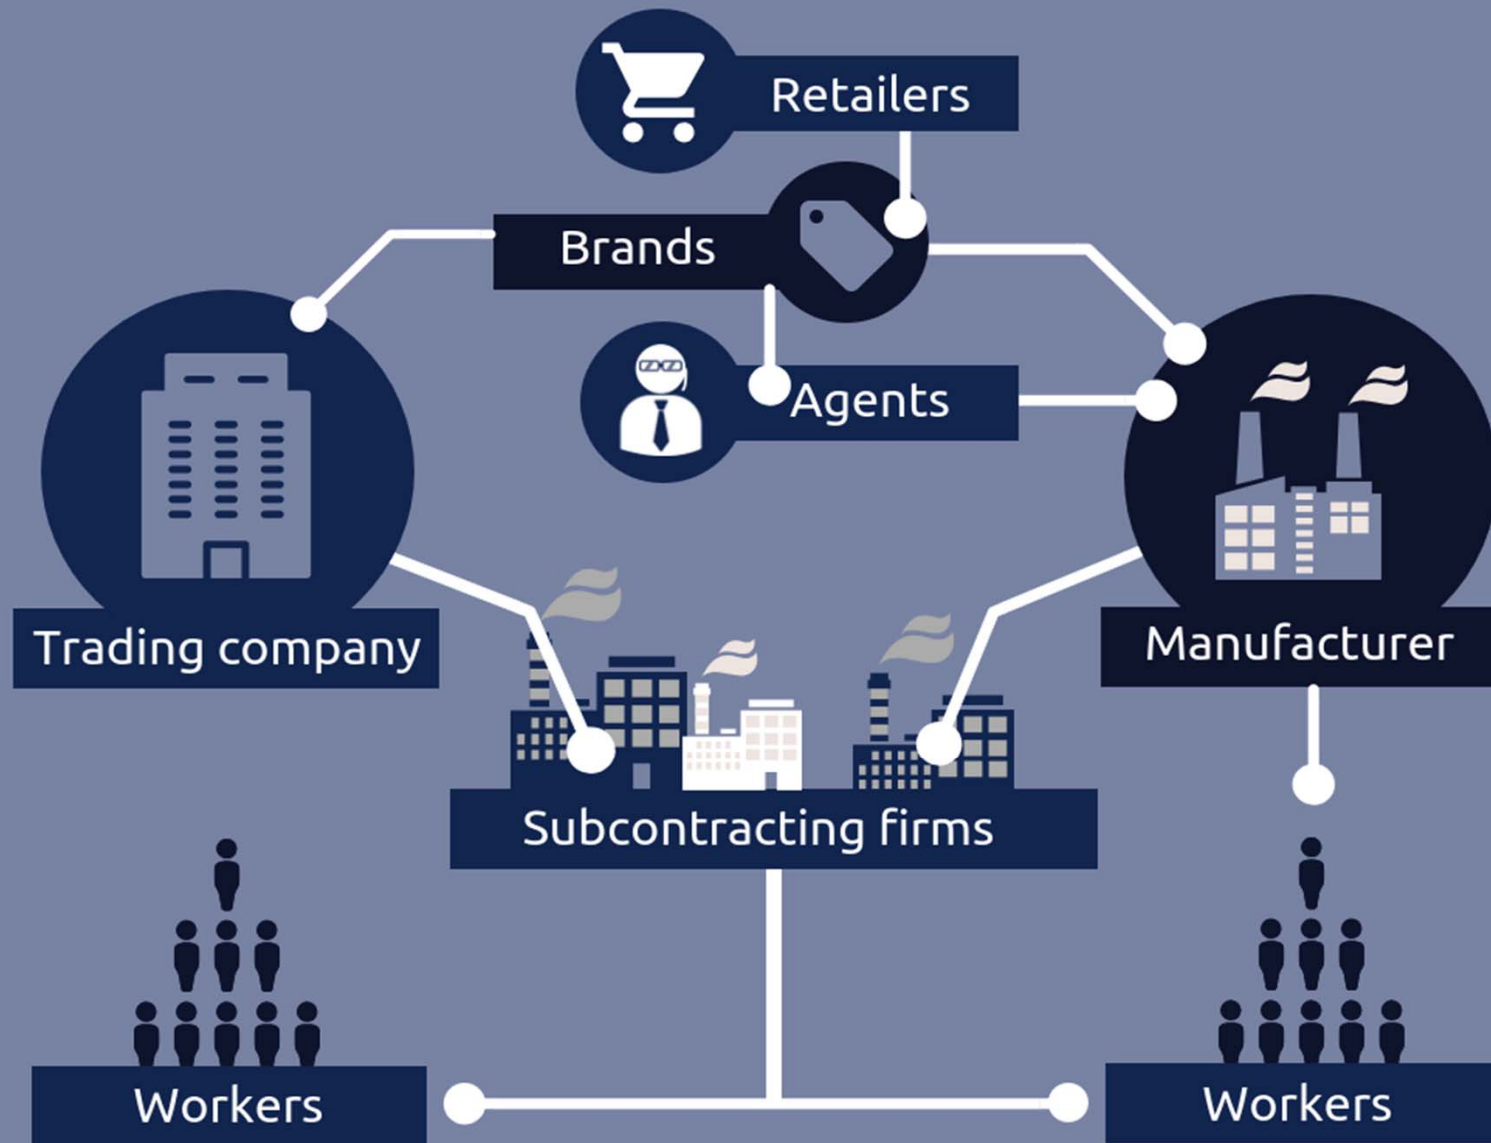 Retailers
Brands
Agents
Trading company
Manufacturer
Subcontracting firms
Workers
Workers